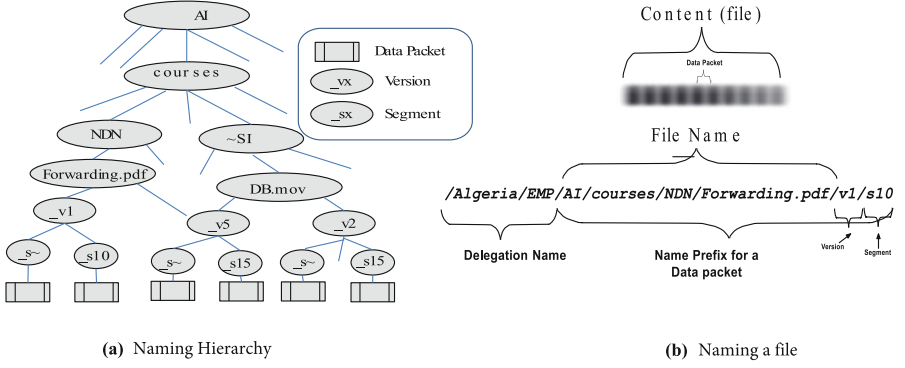 AI
courses
NDN
~SI
Forwarding.pdf
DB.mov
_v1
_v5
_v2
_s~
_s10
_s~
_s15
_s~
_s15
Data Packet
_vx
Version
_sx
Segment
(a) Naming Hierarchy
Content (file)
Data Packet
File Name
/Algeria/EMP/AI/courses/NDN/Forwarding.pdf/v1/s10
Delegation Name
Name Prefix for a
Data packet
Version
Segment
(b) Naming a file